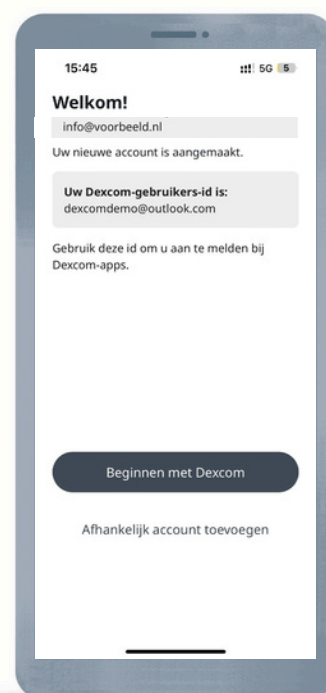 15:45 5G 5
Welkom!
info@voorbeeld.nl
Uw nieuwe account is aangemaakt.
Uw Dexcom-gebruikers-id is:
dexcomdemo@outlook.com
Gebruik deze id om u aan te melden bij
Dexcom-apps.
Beginnen met Dexcom
Afhankelijk account toevoegen